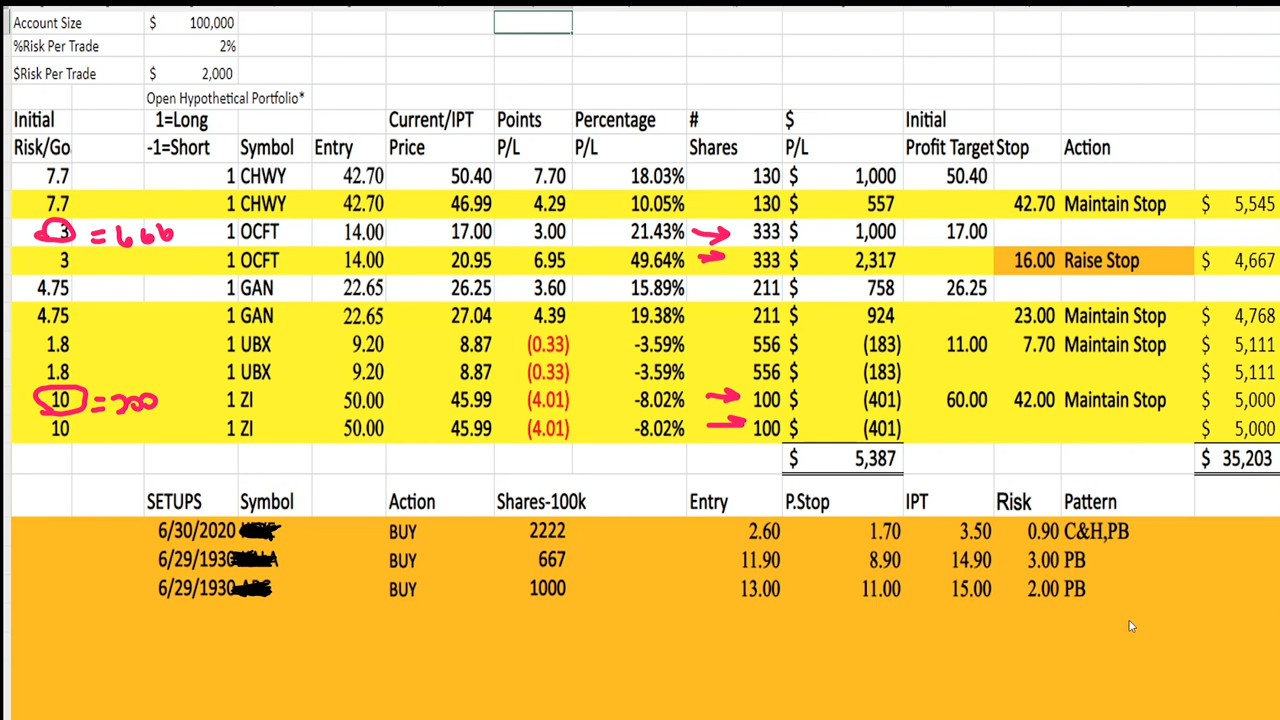 Account Size $ 100,000
%Risk Per Trade 2%
$Risk Per Trade $ 2,000
Open Hypothetical Portfolio*
Initial 1=Long Current/IPT Points Percentage # $ Initial
Risk/Go -1=Short Symbol Entry Price P/L P/L Shares P/L Profit Target Stop Action
7.7 1 CHWY 42.70 50.40 7.70 18.03% 130 $ 1,000 50.40
7.7 1 CHWY 42.70 46.99 4.29 10.05% 130 $ 557 42.70 Maintain Stop $ 5,545
3 = 666 1 OCFT 14.00 17.00 3.00 21.43% 333 $ 1,000 17.00
3 1 OCFT 14.00 20.95 6.95 49.64% 333 $ 2,317 16.00 Raise Stop $ 4,667
4.75 1 GAN 22.65 26.25 3.60 15.89% 211 $ 758 26.25
4.75 1 GAN 22.65 27.04 4.39 19.38% 211 $ 924 23.00 Maintain Stop $ 4,768
1.8 1 UBX 9.20 8.87 (0.33) -3.59% 556 $ (183) 11.00 7.70 Maintain Stop $ 5,111
1.8 1 UBX 9.20 8.87 (0.33) -3.59% 556 $ (183) $ 5,111
10 = 1 ZI 50.00 45.99 (4.01) -8.02% 100 $ (401) 60.00 42.00 Maintain Stop $ 5,000
10 1 ZI 50.00 45.99 (4.01) -8.02% 100 $ (401) $ 5,000
$ 5,387 $ 35,203
SETUPS Symbol Action Shares-100k Entry P.Stop IPT Risk Pattern
6/30/2020 BUY 2222 2.60 1.70 3.50 0.90 C&H,PB
6/29/1930 BUY 667 11.90 8.90 14.90 3.00 PB
6/29/1930 BUY 1000 13.00 11.00 15.00 2.00 PB